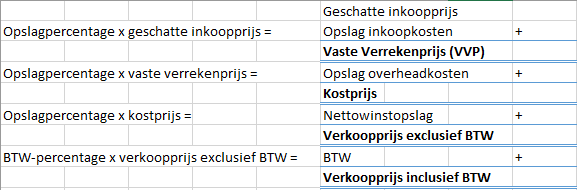 Geschatte inkoopprijs
Opslagpercentage x geschatte inkoopprijs = Opslag inkoopkosten +
Vaste Verrekenprijs (VVP)
Opslagpercentage x vaste verrekenprijs = Opslag overheadkosten +
Kostprijs
Opslagpercentage x kostprijs = Nettowinstopslag +
Verkoopprijs exclusief BTW
BTW-percentage x verkoopprijs exclusief BTW = BTW +
Verkoopprijs inclusief BTW